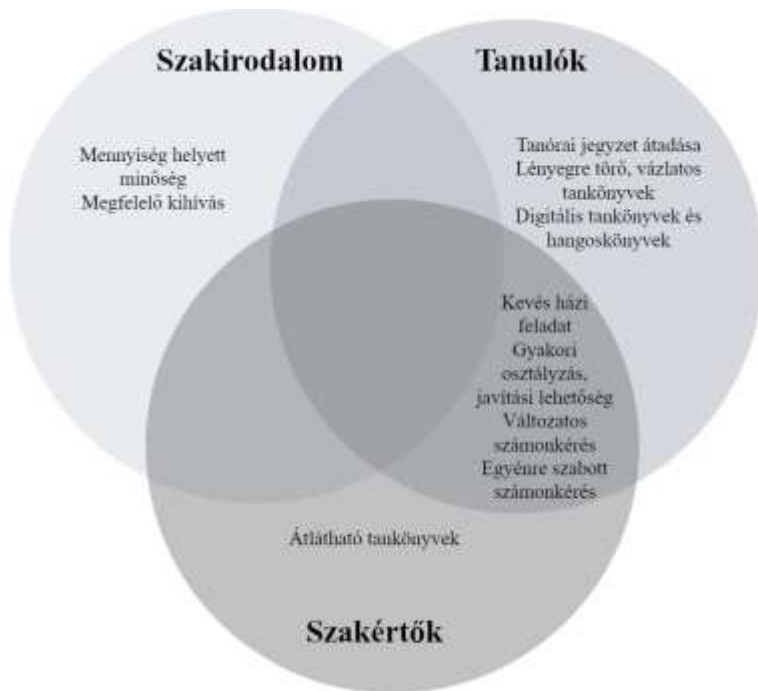 Szakirodalom
Tanulók
Mennyiség helyett
minőség
Megfelelő kihívás
Tanórai jegyzet átadása
Lényegre törő, vázlatos
tankönyvek
Digitális tankönyvek és
hangoskönyvek
Kevés házi
feladat
Gyakori
osztályzás,
javítási lehetőség
Változatos
számonkérés
Egyénre szabott
számonkérés
Átlátható tankönyvek
Szakértők